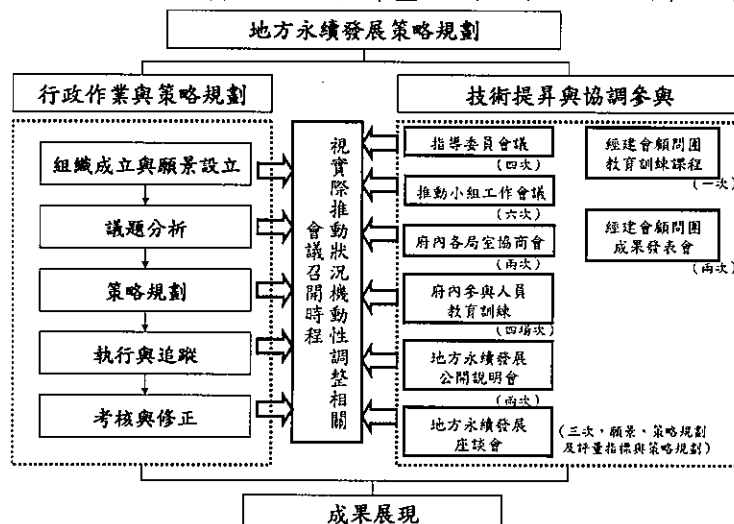 地方永續發展策略規劃
行政作業與策略規劃
技術提昇與協調參與
組織成立與願景設立
議題分析
策略規劃
執行與追蹤
考核與修正
視實際推動狀況機動性調整相關
會議召開時程
指導委員會議
(四次)
推動小組工作會議
(六次)
府內各局室協商會
(兩次)
府內參與人員
教育訓練
(四場次)
地方永續發展
公開說明會
(兩次)
地方永續發展
座談會
(三次,願景、策略規劃
及評量指標與策略規劃)
經建會顧問團
教育訓練課程
(一次)
經建會顧問團
成果發表會
(兩次)
成果展現